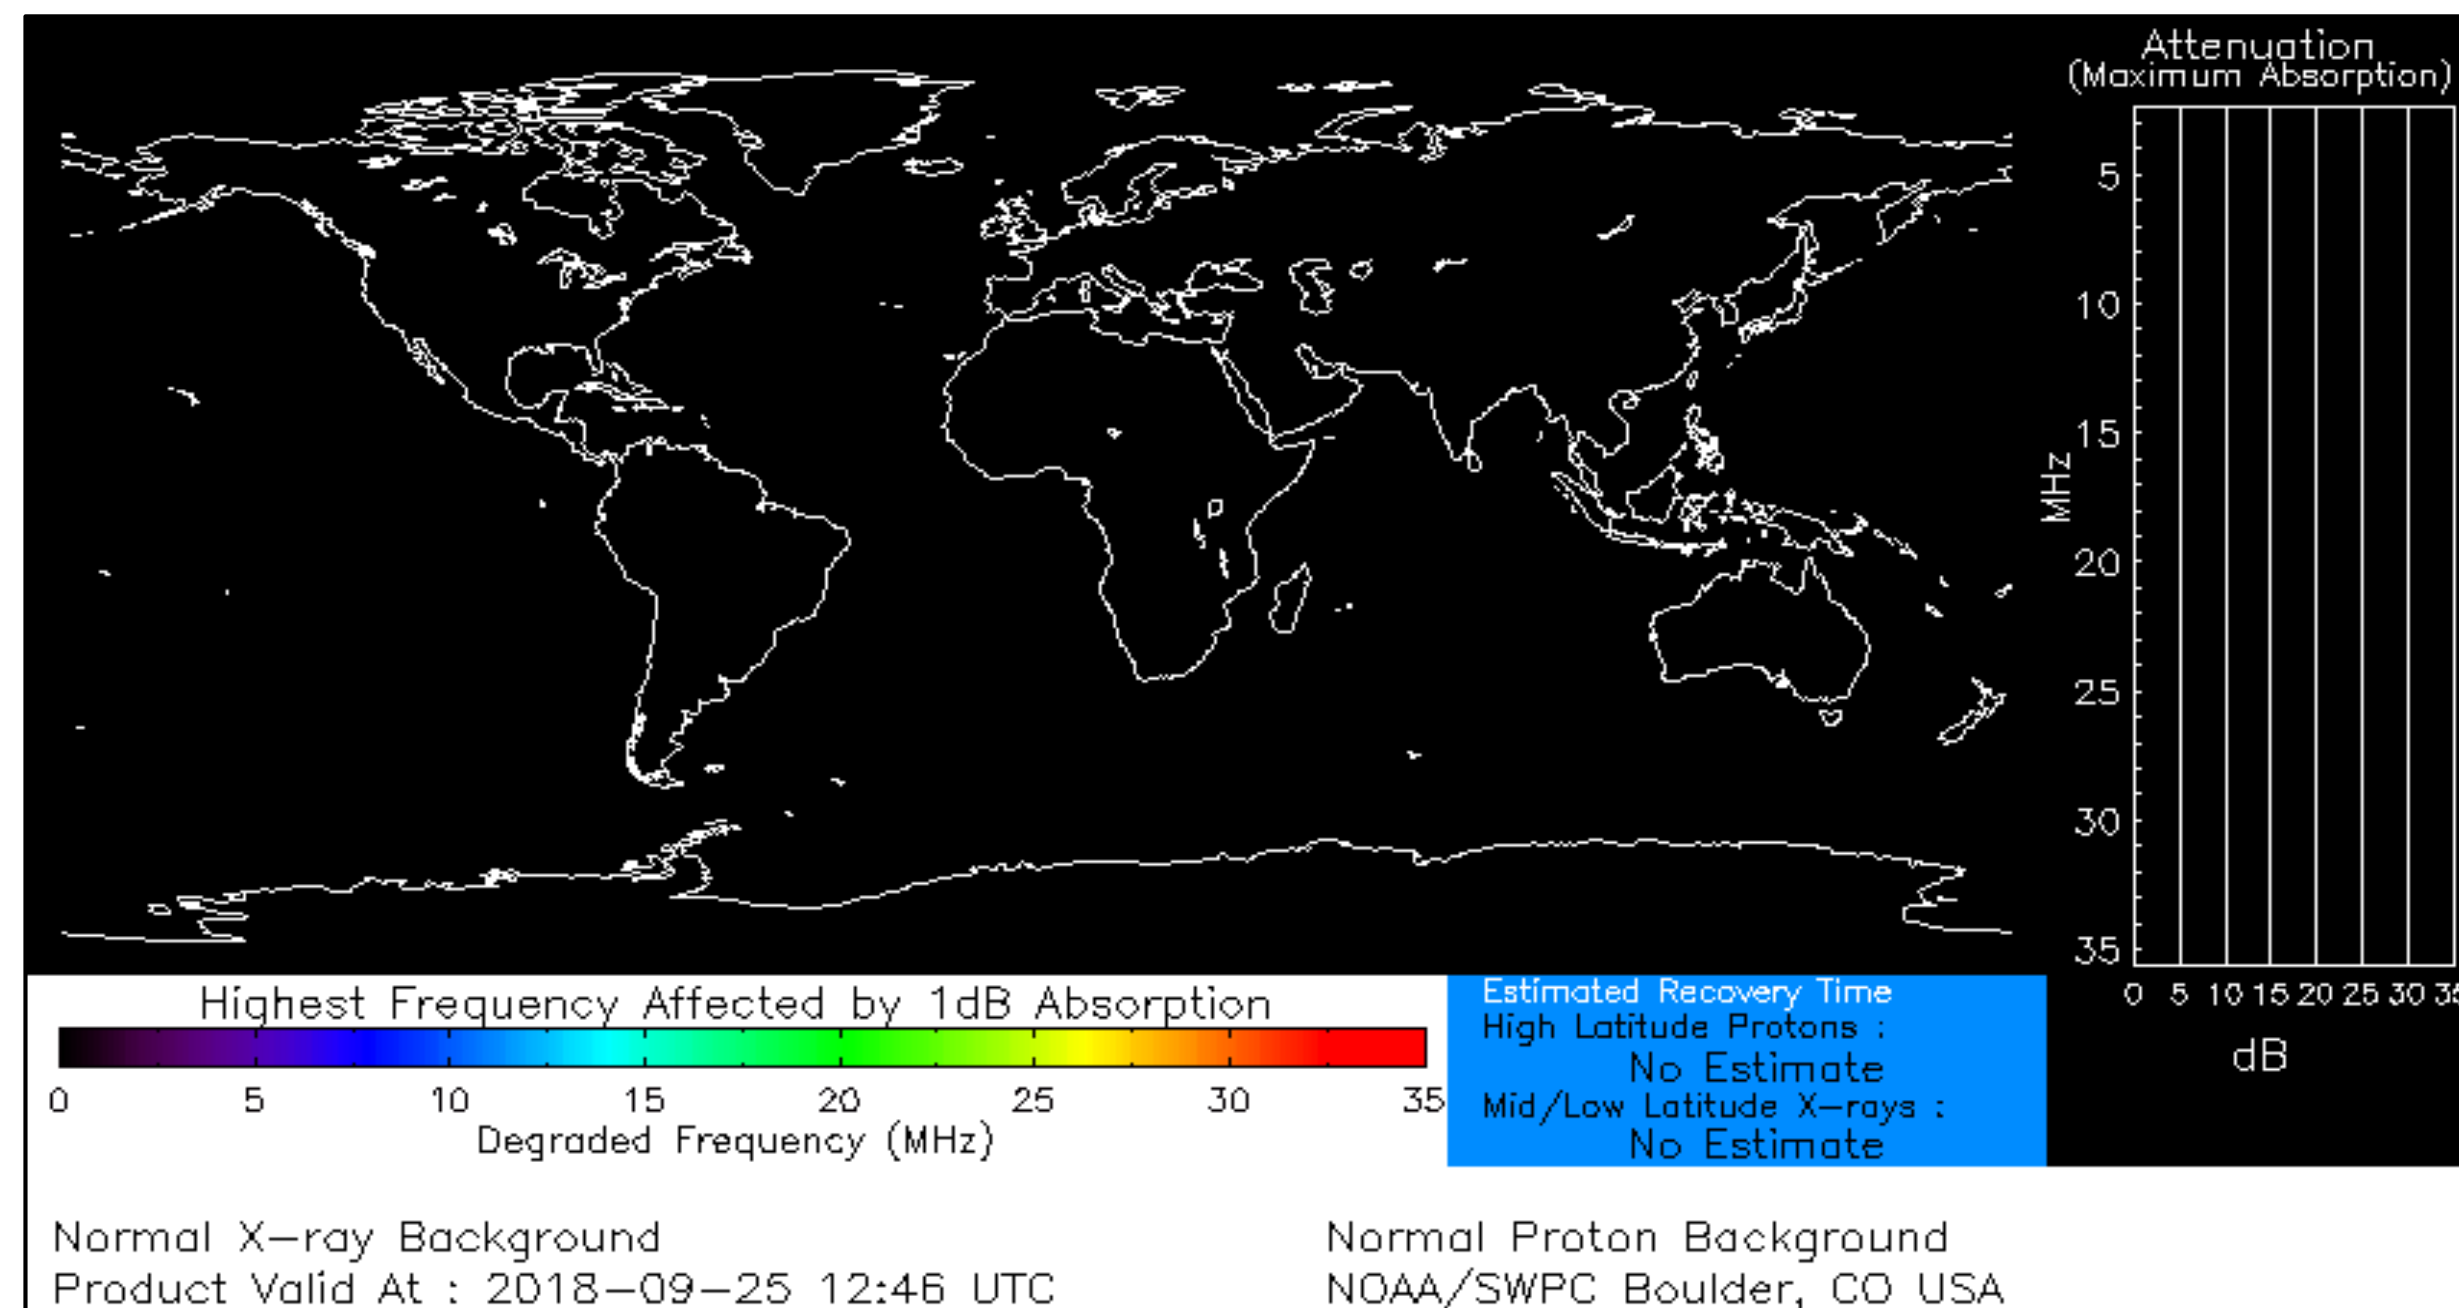 Attenuation
(Maximum Absorption)
5
10
15
20
25
30
35
MHz
0 5 10 15 20 25 30 35
dB
Highest Frequency Affected by 1dB Absorption
0 5 10 15 20 25 30 35
Degraded Frequency (MHz)
Estimated Recovery Time
High Latitude Protons :
No Estimate
Mid/Low Latitude X-rays :
No Estimate
Normal X-ray Background
Normal Proton Background
Product Valid At : 2018-09-25 12:46 UTC
NOAA/SWPC Boulder, CO USA